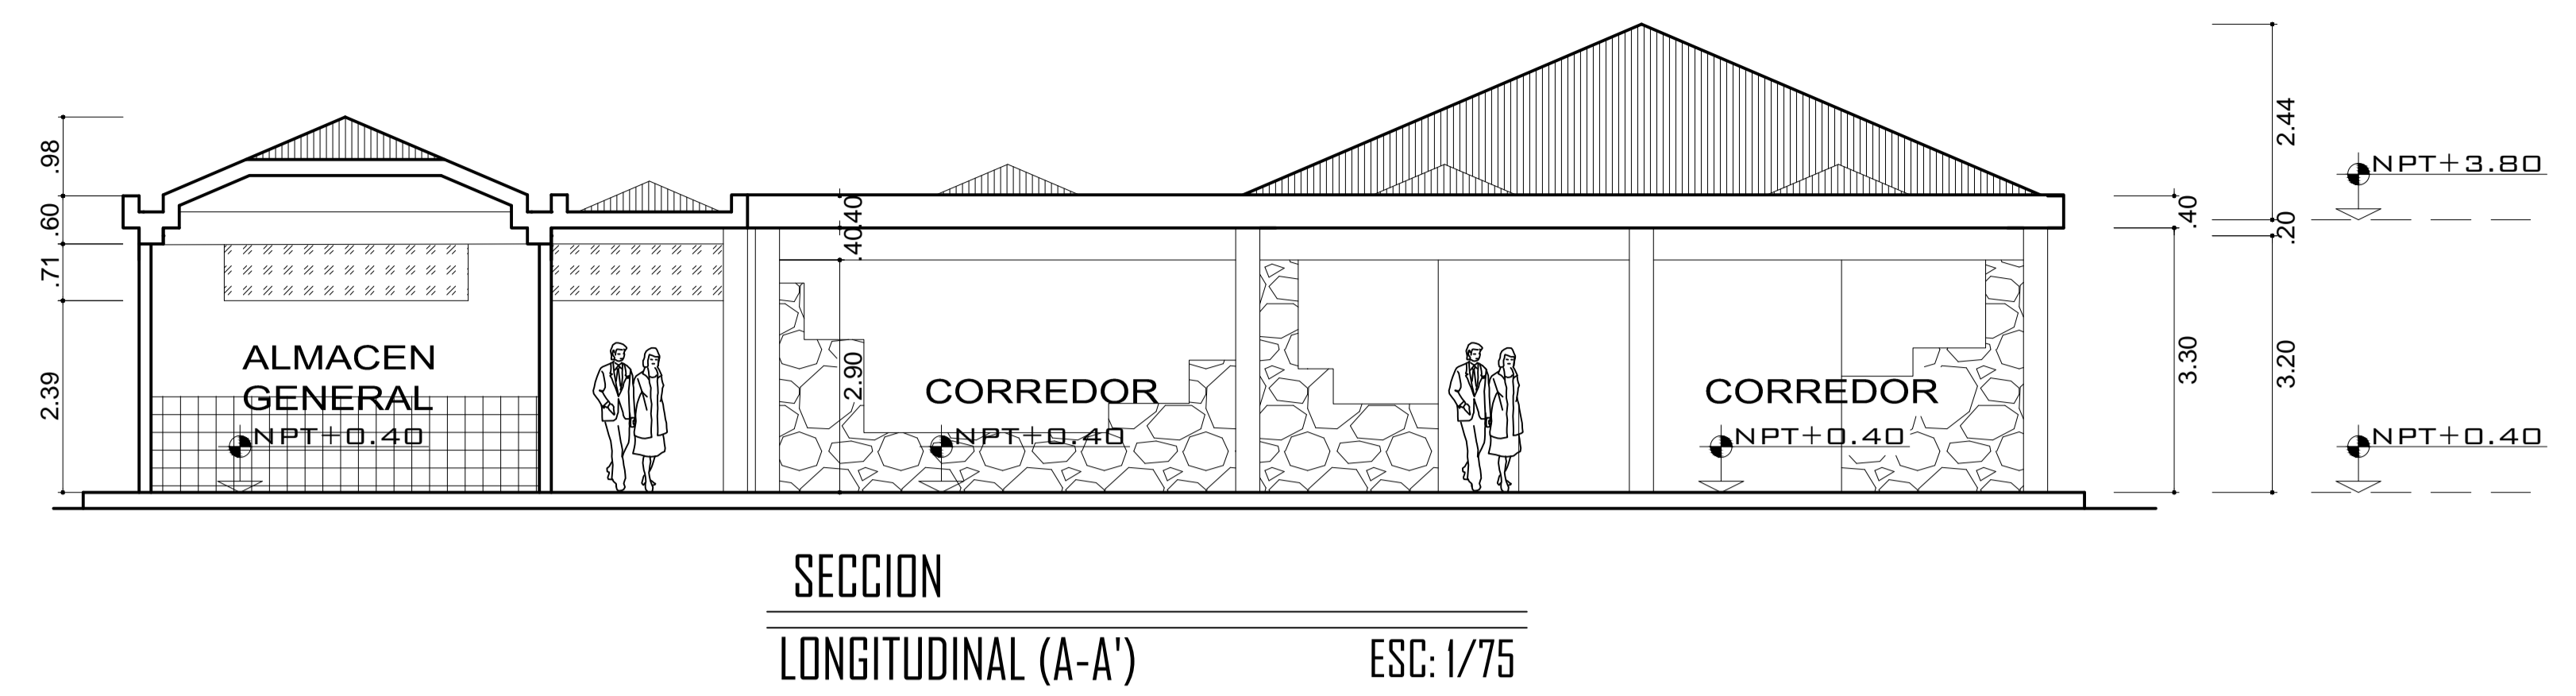 2.44
.98
NPT+3.80
.60
.40
.40
.40
.20
.71
ALMACEN
GENERAL
2.39
2.90
CORREDOR
CORREDOR
3.30
3.20
NPT+0.40
NPT+0.40
NPT+0.40
NPT+0.40
SECCION
LONGITUDINAL (A-A')
ESC: 1/75